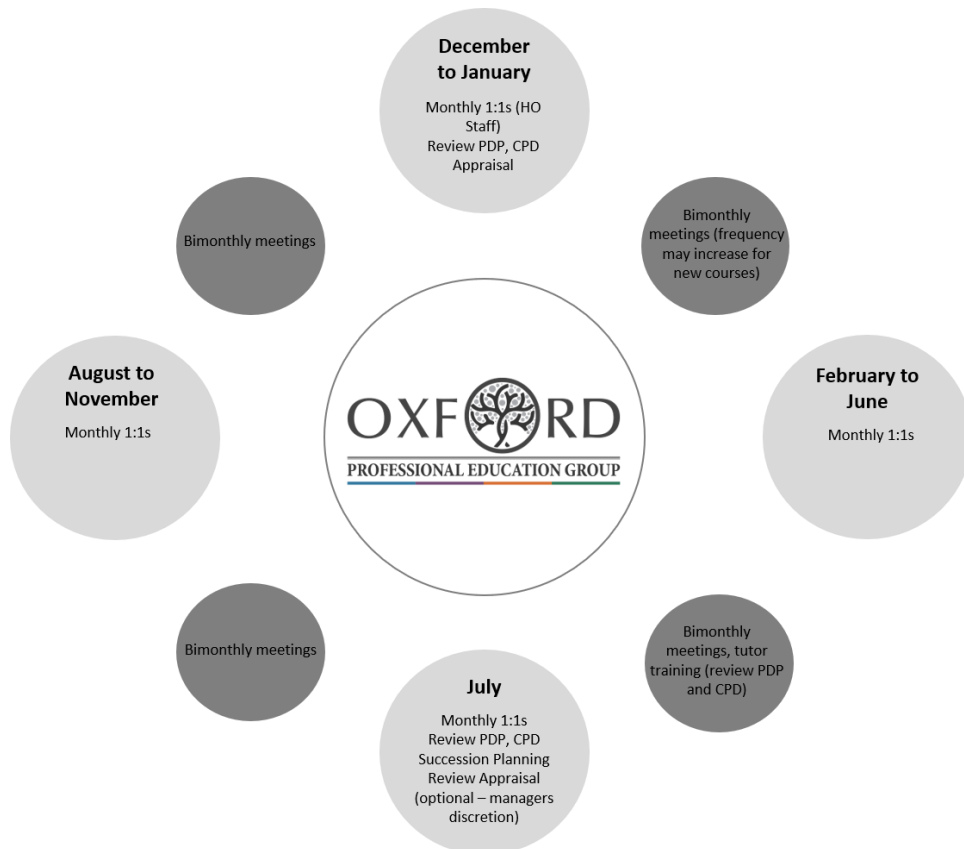 December
to January
Monthly 1:1s (HO
Staff)
Review PDP, CPD
Appraisal
Bimonthly meetings
Bimonthly
meetings (frequency
may increase for
new courses)
August to
November
Monthly 1:1s
OXFORD
PROFESSIONAL EDUCATION GROUP
February to
June
Monthly 1:1s
Bimonthly meetings
Bimonthly
meetings, tutor
training (review PDP
and CPD)
July
Monthly 1:1s
Review PDP, CPD
Succession Planning
Review Appraisal
(optional – managers
discretion)